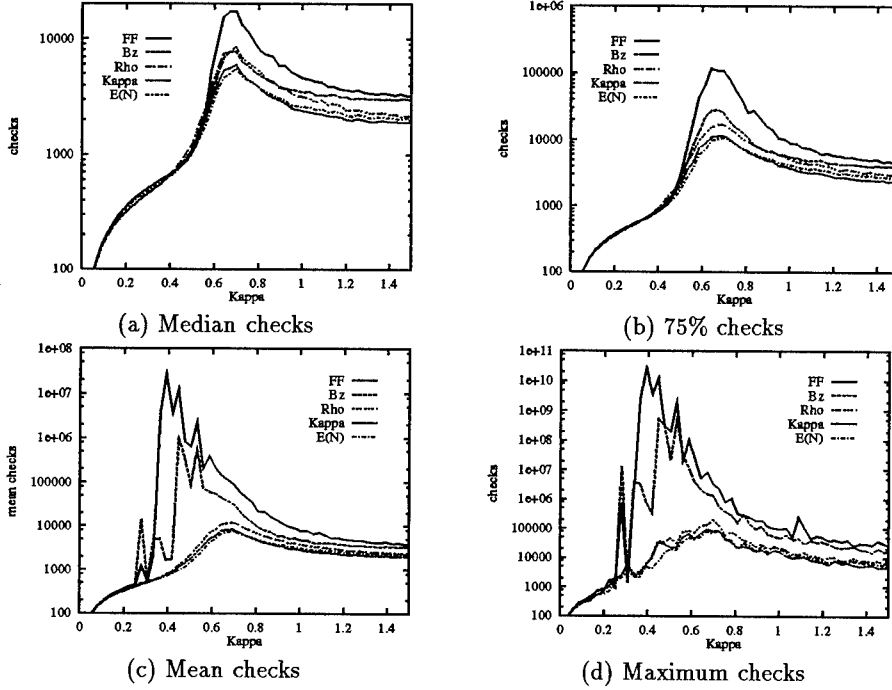 10000
1000
100
checks
FF
Bz
Rho
Kappa
E(N)
0 0.2 0.4 0.6 0.8 1 1.2 1.4
Kappa
(a) Median checks
1e+06
100000
10000
1000
100
checks
FF
Bz
Rho
Kappa
E(N)
0 0.2 0.4 0.6 0.8 1 1.2 1.4
Kappa
(b) 75% checks
1e+08
1e+07
1e+06
100000
10000
1000
100
mean checks
FF
Bz
Rho
Kappa
E(N)
0 0.2 0.4 0.6 0.8 1 1.2 1.4
Kappa
(c) Mean checks
1e+11
1e+10
1e+09
1e+08
1e+07
1e+06
100000
10000
1000
100
checks
FF
Bz
Rho
Kappa
E(N)
0 0.2 0.4 0.6 0.8 1 1.2 1.4
Kappa
(d) Maximum checks